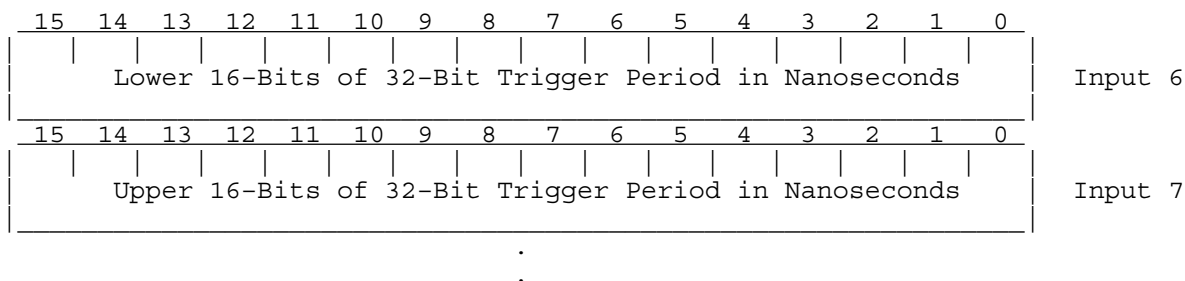 15 14 13 12 11 10 9 8 7 6 5 4 3 2 1 0
Lower 16-Bits of 32-Bit Trigger Period in Nanoseconds Input 6
15 14 13 12 11 10 9 8 7 6 5 4 3 2 1 0
Upper 16-Bits of 32-Bit Trigger Period in Nanoseconds Input 7
.
.